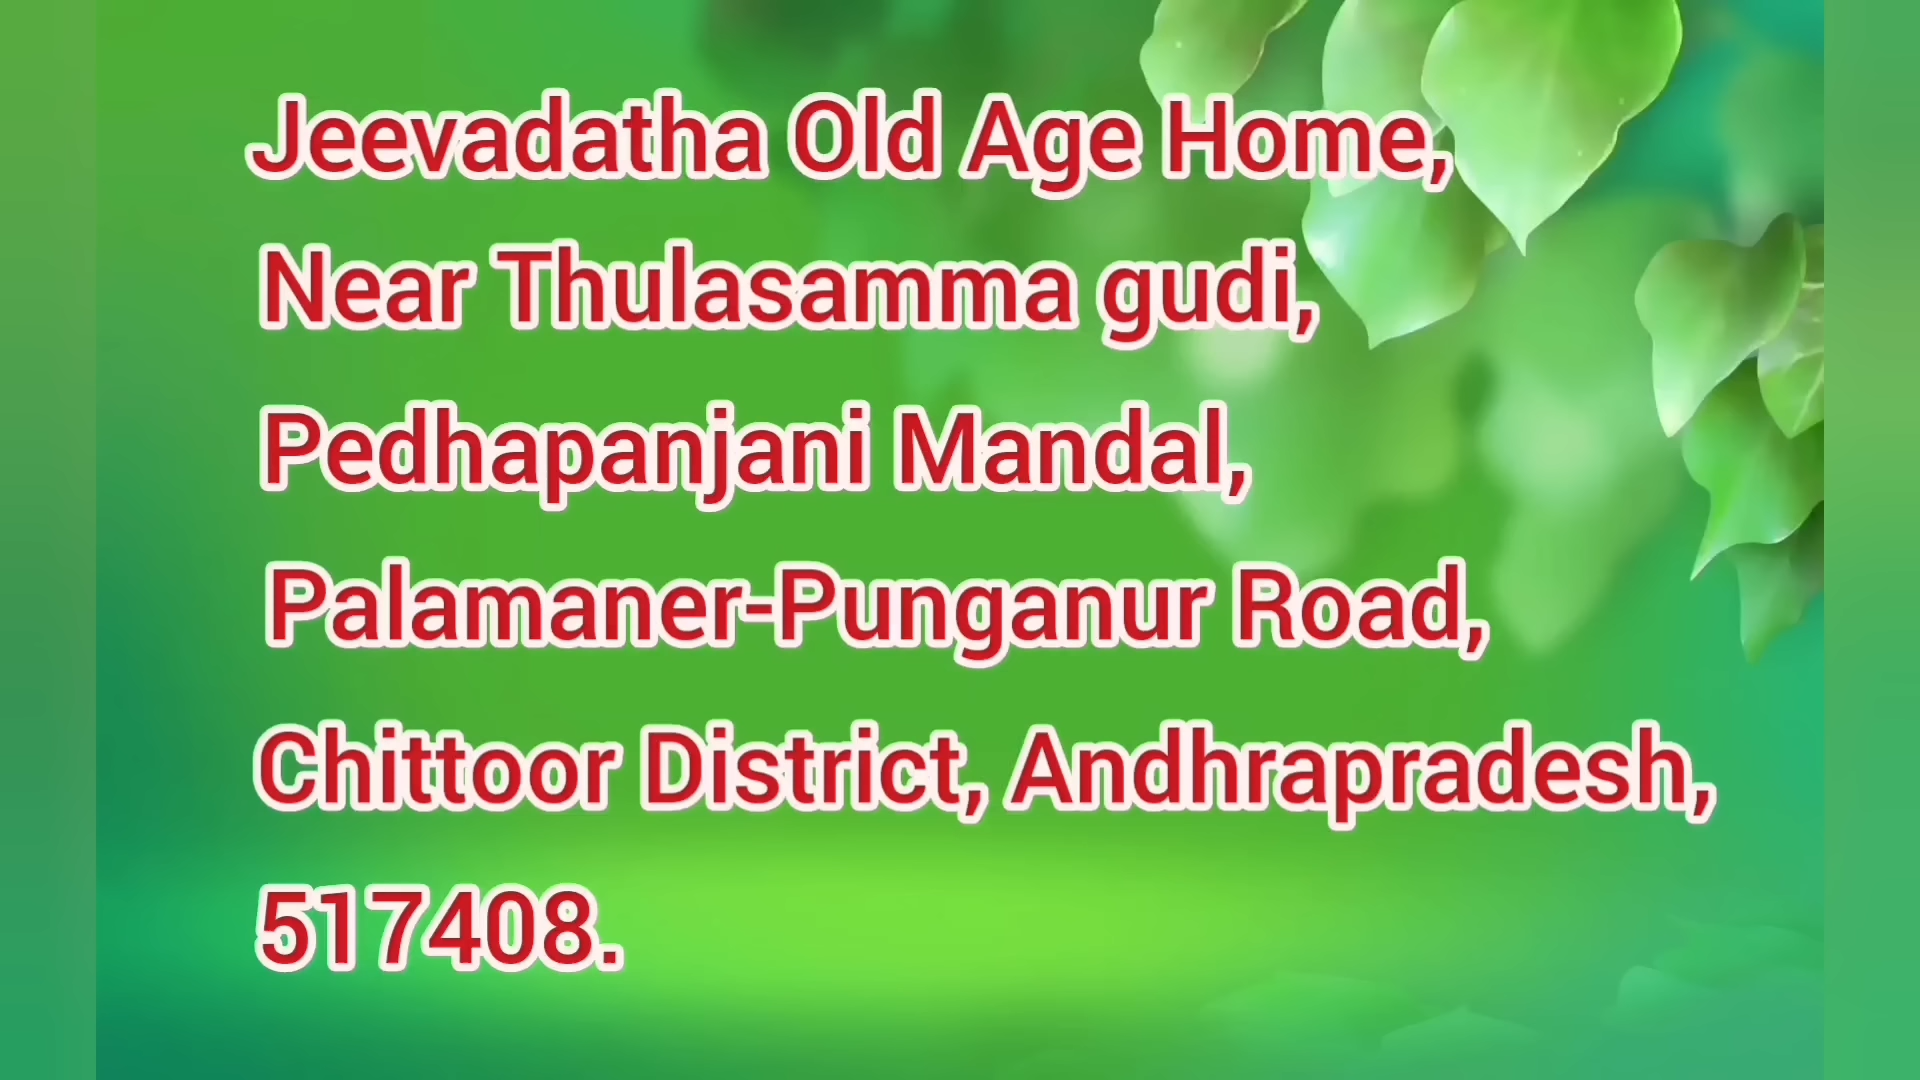 Jeevadatha Old Age Home,
Near Thulasamma gudi,
Pedhapanjani Mandal,
Palamaner-Punganur Road,
Chittoor District, Andhrapradesh,
517408.